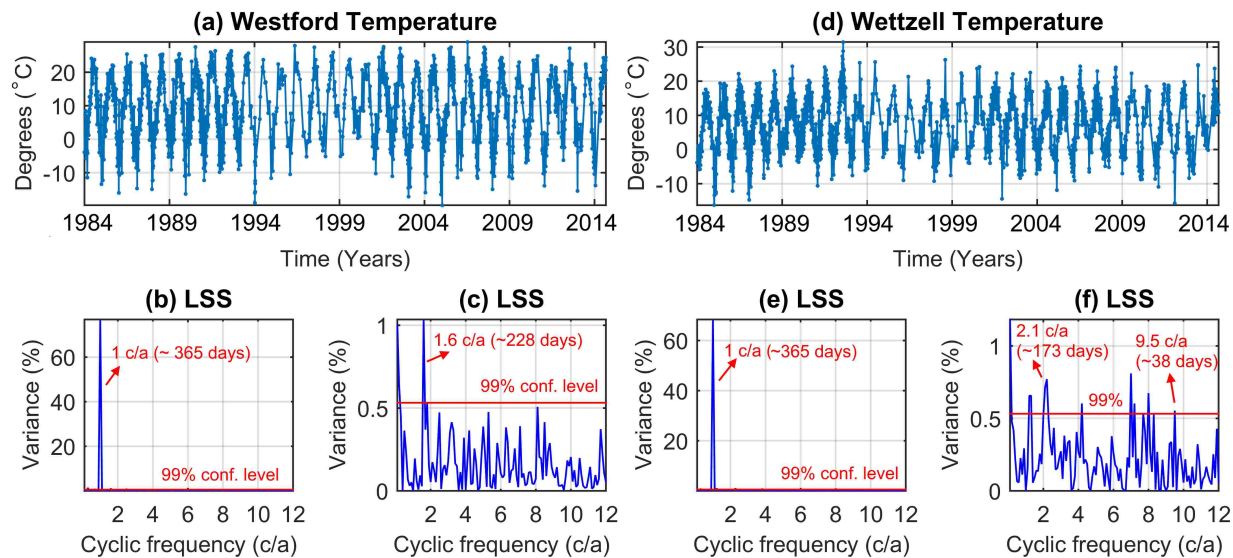 (a) Westford Temperature
Degrees (°C)
20
10
0
-10
1984 1989 1994 1999 2004 2009 2014
Time (Years)
(d) Wettzell Temperature
Degrees (°C)
30
20
10
0
-10
1984 1989 1994 1999 2004 2009 2014
Time (Years)
(b) LSS
Variance (%)
60
40
20
1 c/a (~ 365 days)
99% conf. level
2 4 6 8 10 12
Cyclic frequency (c/a)
(c) LSS
Variance (%)
1
0.5
0
1.6 c/a (~228 days)
99% conf. level
2 4 6 8 10 12
Cyclic frequency (c/a)
(e) LSS
Variance (%)
60
40
20
1 c/a (~365 days)
99% conf. level
2 4 6 8 10 12
Cyclic frequency (c/a)
(f) LSS
Variance (%)
1
0.5
0
2.1 c/a
(~173 days)
9.5 c/a
(~38 days)
99%
2 4 6 8 10 12
Cyclic frequency (c/a)